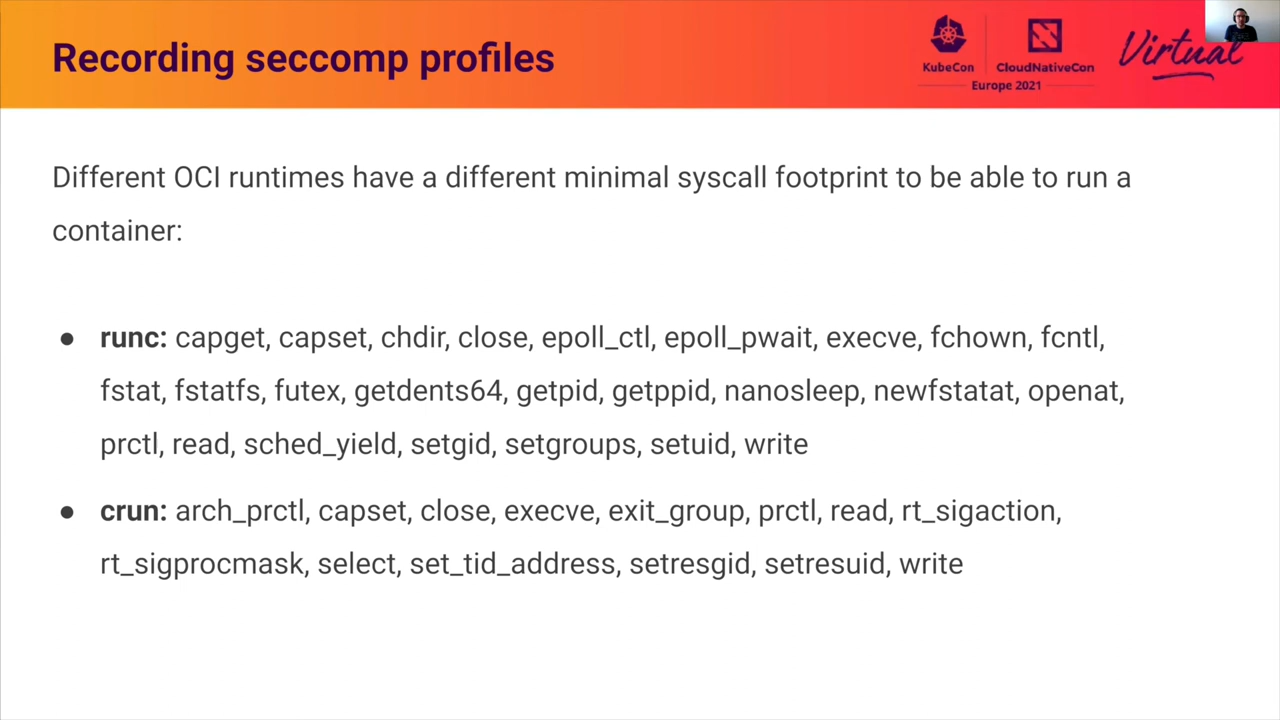 Recording seccomp profiles
KubeCon
CloudNativeCon
Europe 2021
Virtual
Different OCI runtimes have a different minimal syscall footprint to be able to run a
container:
● runc: capget, capset, chdir, close, epoll_ctl, epoll_pwait, execve, fchown, fcntl,
fstat, fstatfs, futex, getdents64, getpid, getppid, nanosleep, newfstatat, openat,
prctl, read, sched_yield, setgid, setgroups, setuid, write
● crun: arch_prctl, capset, close, execve, exit_group, prctl, read, rt_sigaction,
rt_sigprocmask, select, set_tid_address, setresgid, setresuid, write